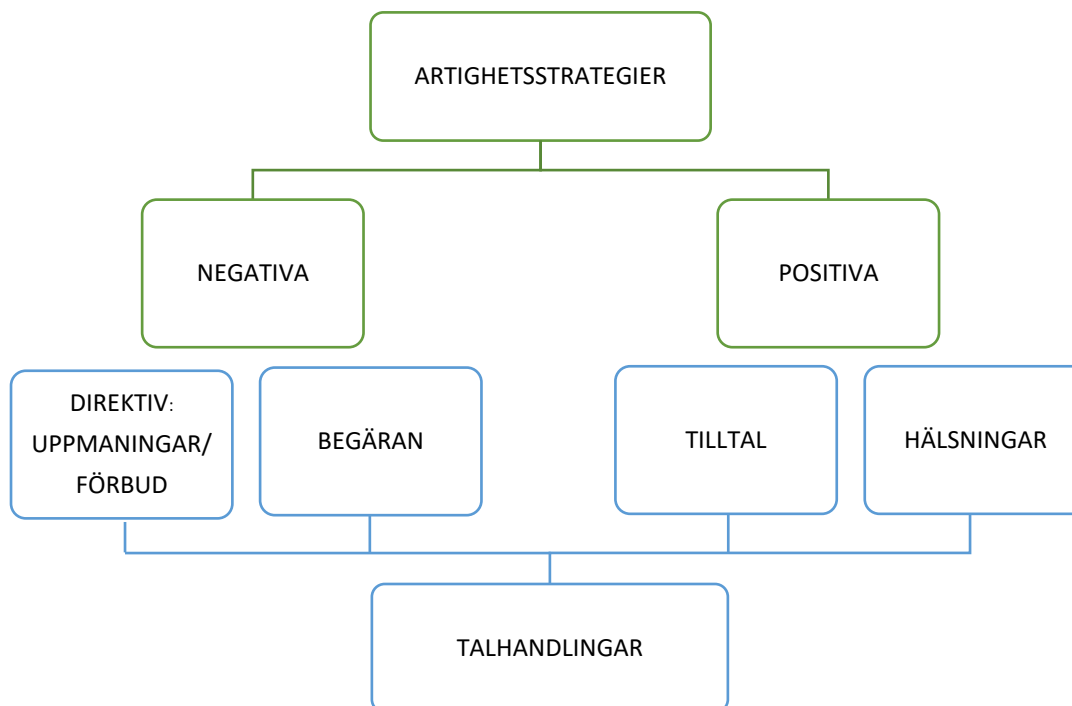 ARTIGHETSSTRATEGIER
NEGATIVA
POSITIVA
DIREKTIV:
UPPMANINGAR/
FÖRBUD
BEGÄRAN
TILLTAL
HÄLSNINGAR
TALHANDLINGAR